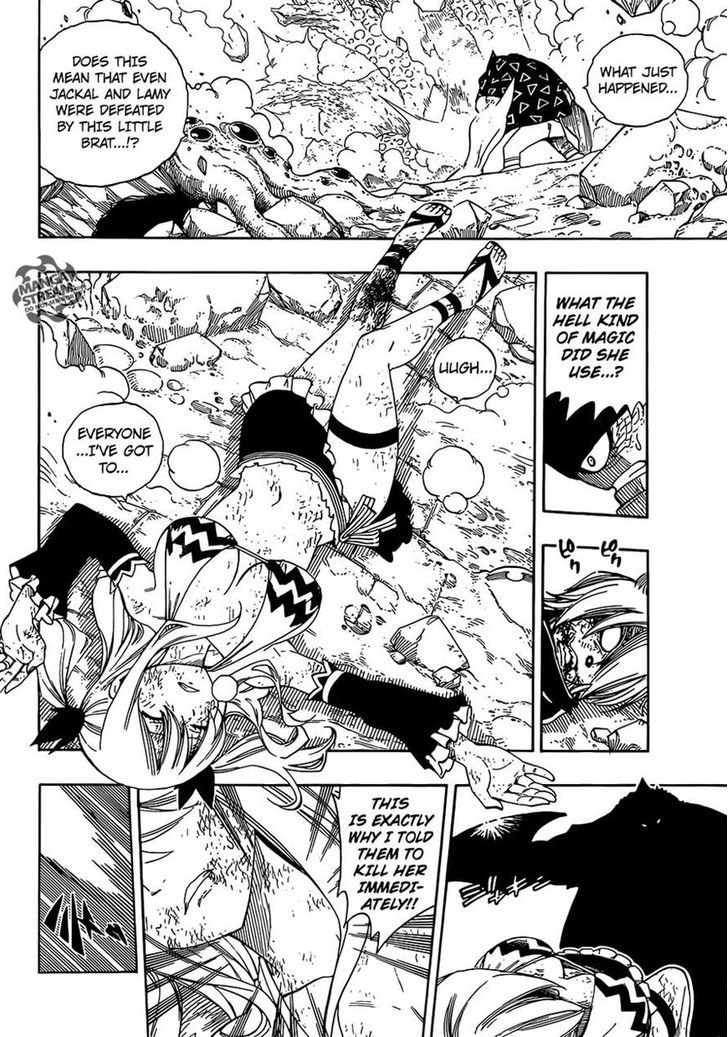 DOES THIS
MEAN THAT EVEN
JACKAL AND LAMY
WERE DEFEATED
BY THIS LITTLE
BRAT...!?
WHAT JUST
HAPPENED...
MANGA
STREAM
WHAT THE
HELL KIND
OF MAGIC
DID SHE
USE...?
UUGH...
EVERYONE
...I'VE GOT
TO...
THIS
IS EXACTLY
WHY I TOLD
THEM TO
KILL HER
IMMEDI-
ATELY!!